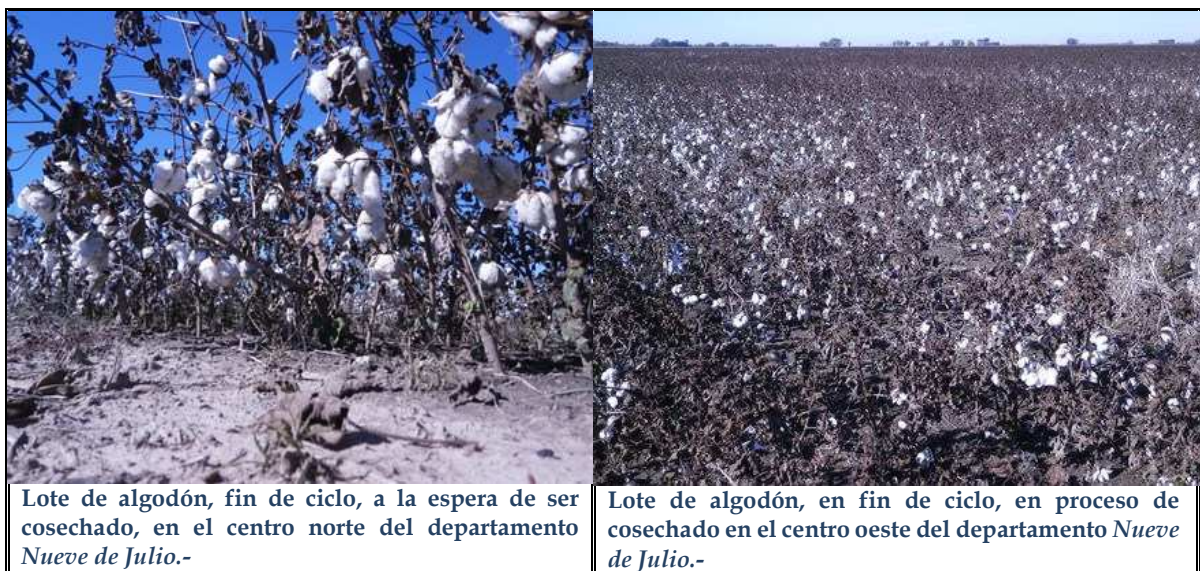 Lote de algodón, fin de ciclo, a la espera de ser
cosechado, en el centro norte del departamento
Nueve de Julio.-
Lote de algodón, en fin de ciclo, en proceso de
cosechado en el centro oeste del departamento Nueve
de Julio.-